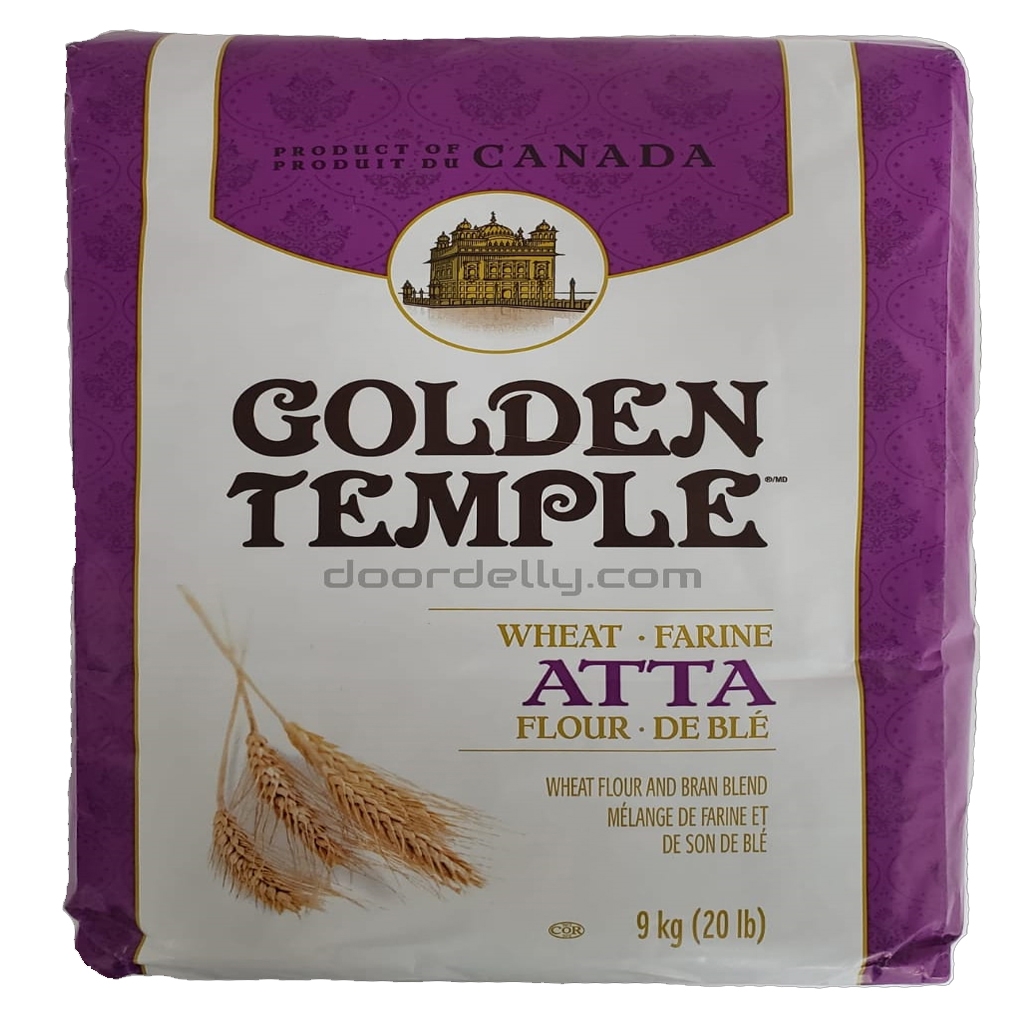 PRODUCT OF
PRODUIT DU CANADA
GOLDEN
TEMPLE ®/MD
doordelly.com
WHEAT · FARINE
ATTA
FLOUR · DE BLÉ
WHEAT FLOUR AND BRAN BLEND
MÉLANGE DE FARINE ET
DE SON DE BLÉ
COR
9 kg (20 lb)